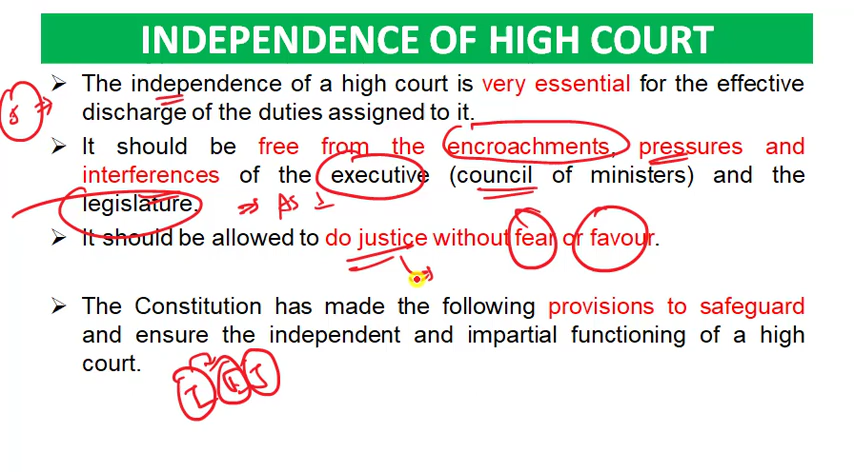 INDEPENDENCE OF HIGH COURT
➢ The independence of a high court is very essential for the effective
discharge of the duties assigned to it.
➢ It should be free from the encroachments, pressures and
interferences of the executive (council of ministers) and the
legislature.
➢ It should be allowed to do justice without fear or favour.
➢ The Constitution has made the following provisions to safeguard
and ensure the independent and impartial functioning of a high
court.